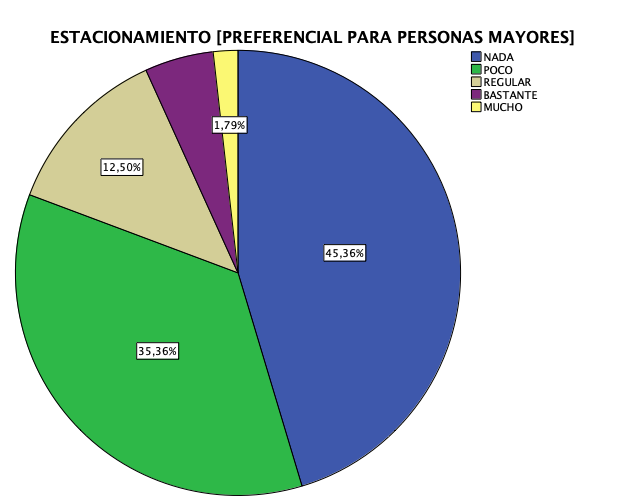 ESTACIONAMIENTO [PREFERENCIAL PARA PERSONAS MAYORES]
NADA
POCO
REGULAR
BASTANTE
MUCHO
1,79%
12,50%
45,36%
35,36%